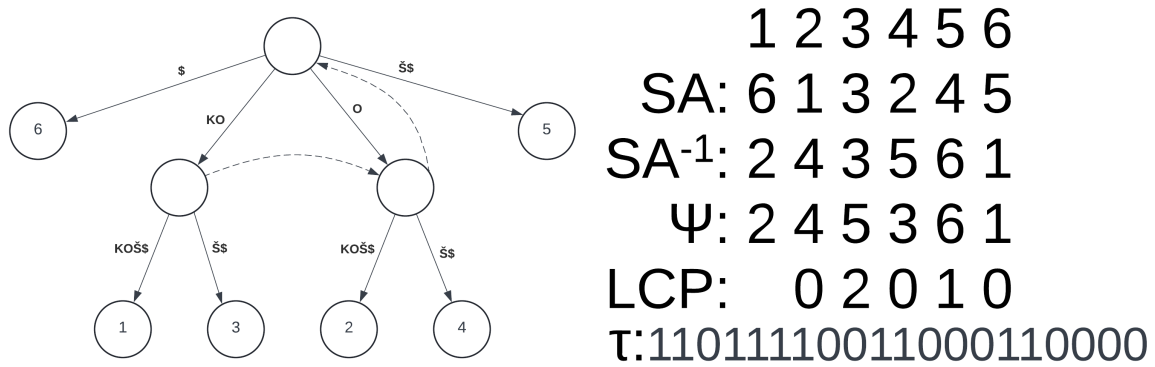 1 2 3 4 5 6
SA: 6 1 3 2 4 5
SA-1: 2 4 3 5 6 1
Ψ: 2 4 5 3 6 1
LCP: 0 2 0 1 0
τ:11011110011000110000
$
Š$
KO
O
6
5
KOŠ$
Š$
KOŠ$
Š$
1
3
2
4